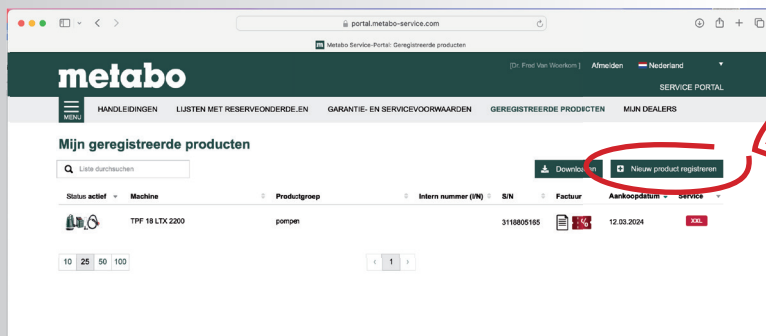 portal.metabo-service.com
Metabo Service-Portal: Geregistreerde producten
[Dr. Fred Van Woerkom ] Afmelden Nederland
metabo
SERVICE PORTAL
MENU HANDLEIDINGEN LIJSTEN MET RESERVEONDERDELEN GARANTIE- EN SERVICEVOORWAARDEN GEREGISTREERDE PRODUCTEN MIJN DEALERS
Mijn geregistreerde producten
Liste durchsuchen Downloaden Nieuw product registreren
Status actief Machine Productgroep Intern nummer (I/N) S/N Factuur Aankoopdatum Service
TPF 18 LTX 2200 pompen 3118805165 % 12.03.2024 XXL
10 25 50 100 < 1 >